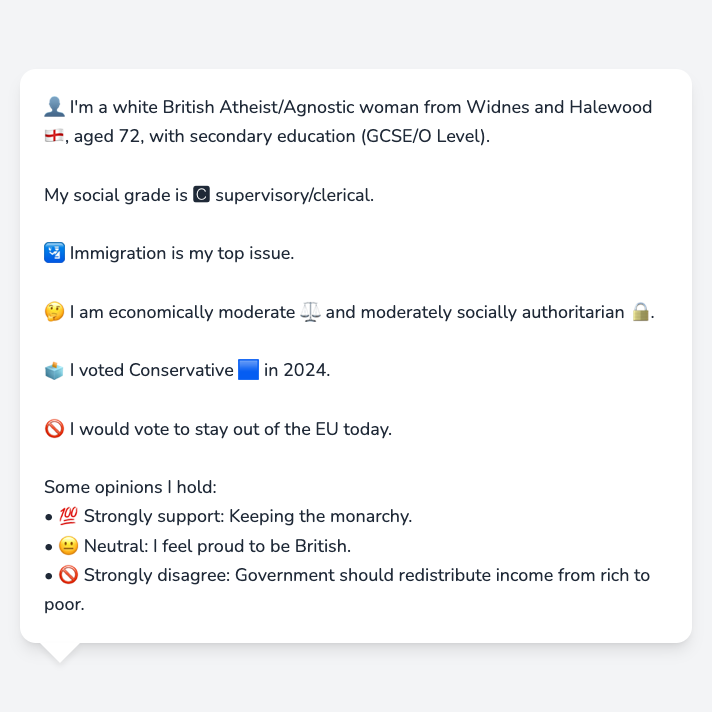 👤 I'm a white British Atheist/Agnostic woman from Widnes and Halewood
🏴󠁧󠁢󠁥󠁮󠁧󠁿, aged 72, with secondary education (GCSE/O Level).
My social grade is 🅲 supervisory/clerical.
🛂 Immigration is my top issue.
🤔 I am economically moderate ⚖️ and moderately socially authoritarian 🔒.
🗳️ I voted Conservative 🟦 in 2024.
🚫 I would vote to stay out of the EU today.
Some opinions I hold:
• 💯 Strongly support: Keeping the monarchy.
• 😐 Neutral: I feel proud to be British.
• 🚫 Strongly disagree: Government should redistribute income from rich to
poor.